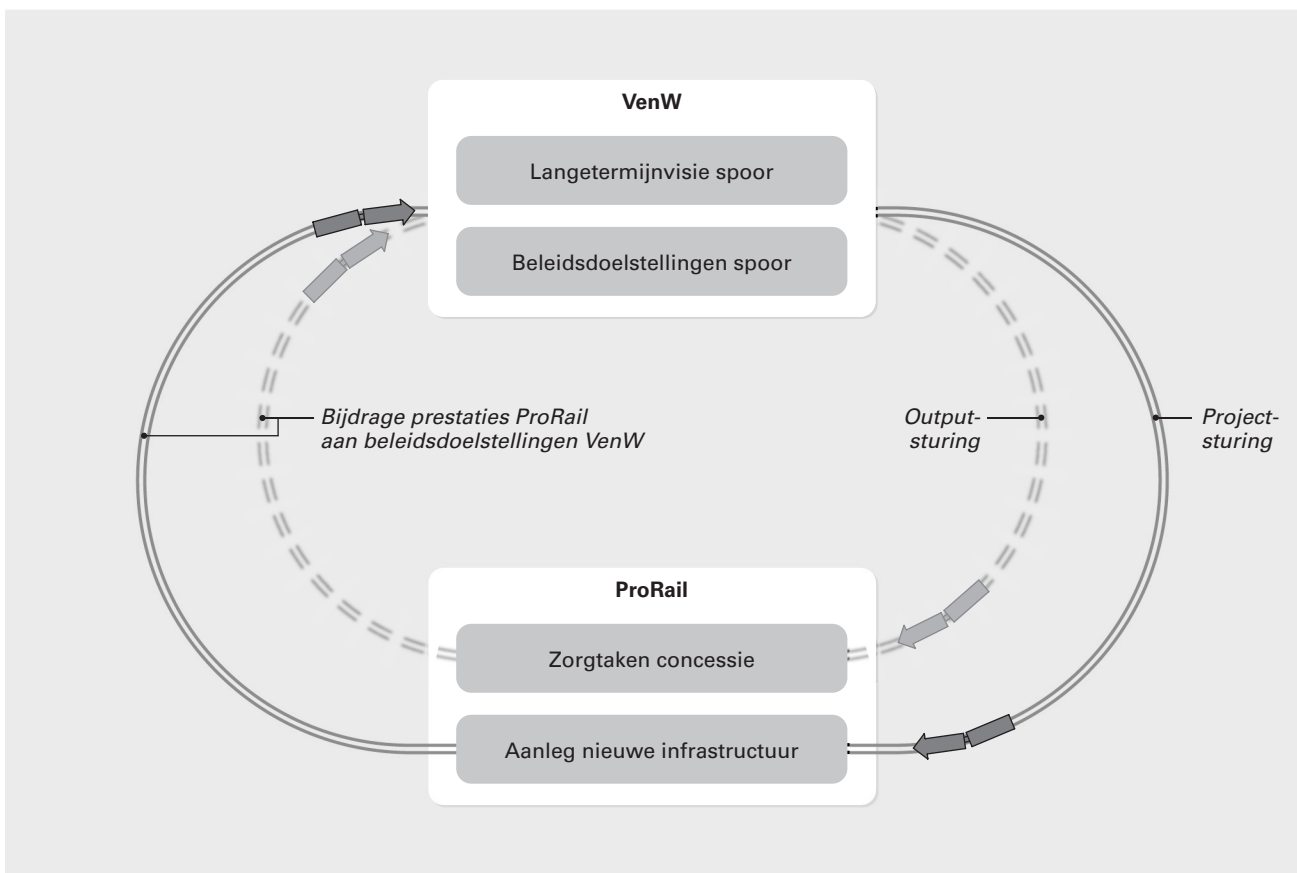 VenW
Langetermijnvisie spoor
Beleidsdoelstellingen spoor
Bijdrage prestaties ProRail
aan beleidsdoelstellingen VenW
Output-
sturing
Project-
sturing
ProRail
Zorgtaken concessie
Aanleg nieuwe infrastructuur